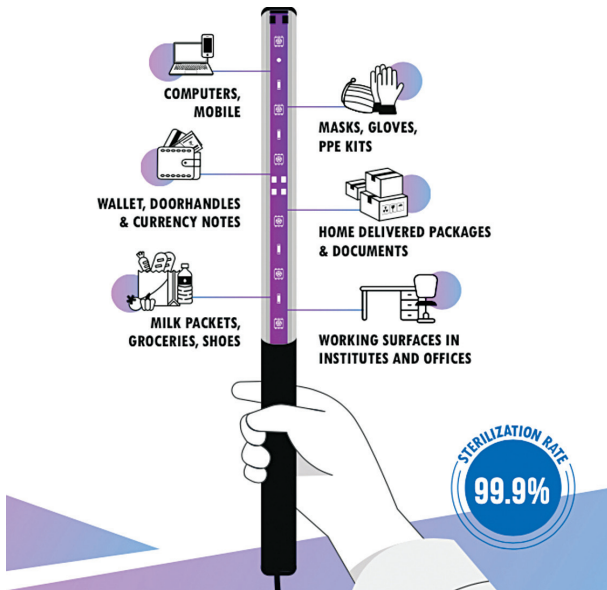 COMPUTERS,
MOBILE
MASKS, GLOVES,
PPE KITS
WALLET, DOORHANDLES
& CURRENCY NOTES
HOME DELIVERED PACKAGES
& DOCUMENTS
MILK PACKETS,
GROCERIES, SHOES
WORKING SURFACES IN
INSTITUTES AND OFFICES
STERILIZATION RATE
99.9%